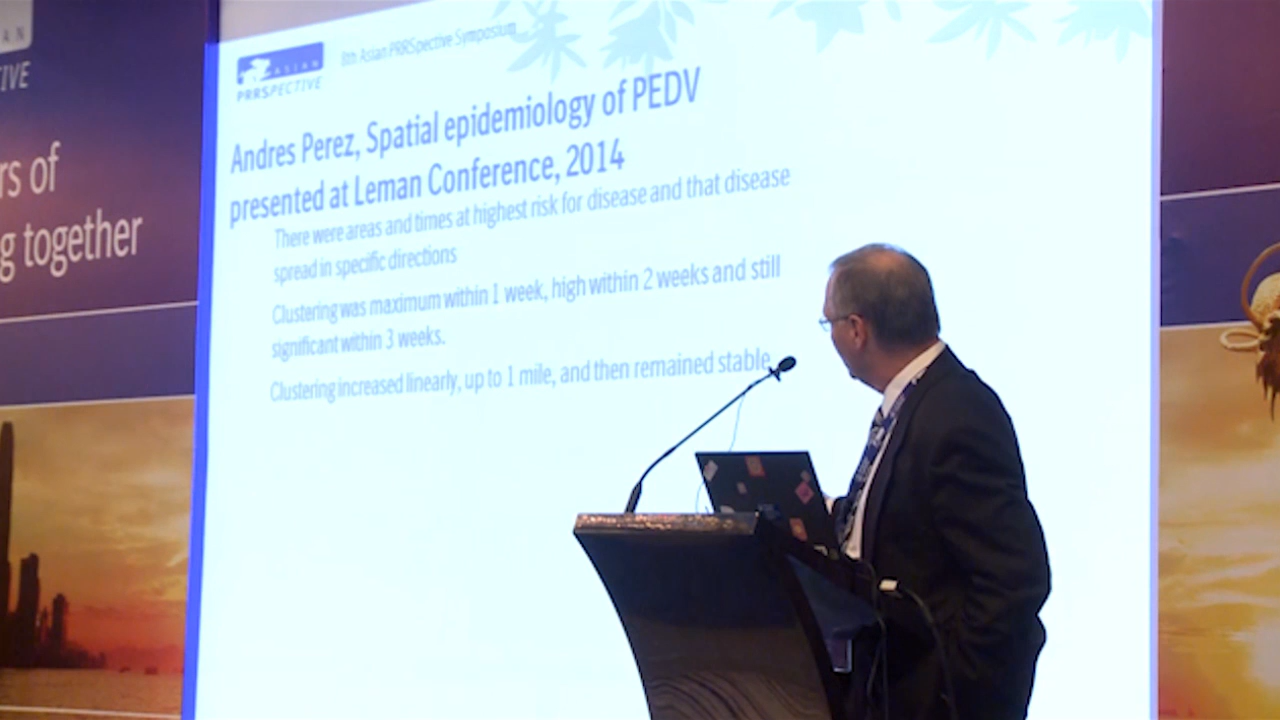 AN
IVE
rs of
g together
ASIAN
PRRSPECTIVE
8th Asian PRRSpective Symposium
Andres Perez, Spatial epidemiology of PEDV
presented at Leman Conference, 2014
There were areas and times at highest risk for disease and that disease
spread in specific directions
Clustering was maximum within 1 week, high within 2 weeks and still
significant within 3 weeks.
Clustering increased linearly, up to 1 mile, and then remained stable